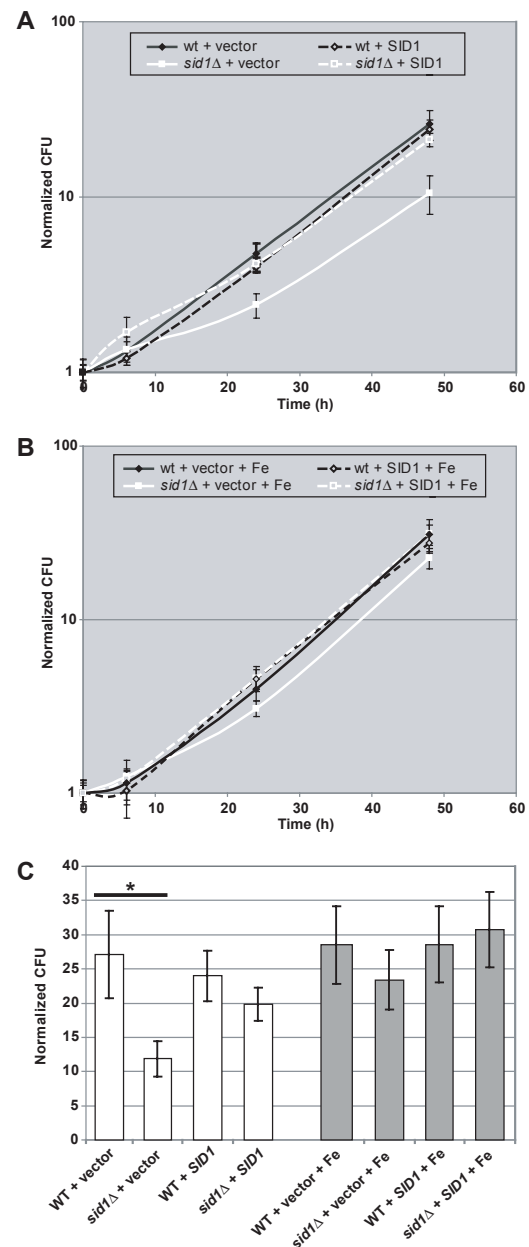 A
100
10
1
Normalized CFU
wt + vector
wt + SID1
sid1Δ + vector
sid1Δ + SID1
0 10 20 30 40 50 60
Time (h)
B
100
10
1
Normalized CFU
wt + vector + Fe
wt + SID1 + Fe
sid1Δ + vector + Fe
sid1Δ + SID1 + Fe
0 10 20 30 40 50 60
Time (h)
C
40
35
30
25
20
15
10
5
0
Normalized CFU
*
WT + vector
sid1Δ + vector
WT + SID1
sid1Δ + SID1
WT + vector + Fe
sid1Δ + vector + Fe
WT + SID1 + Fe
sid1Δ + SID1 + Fe